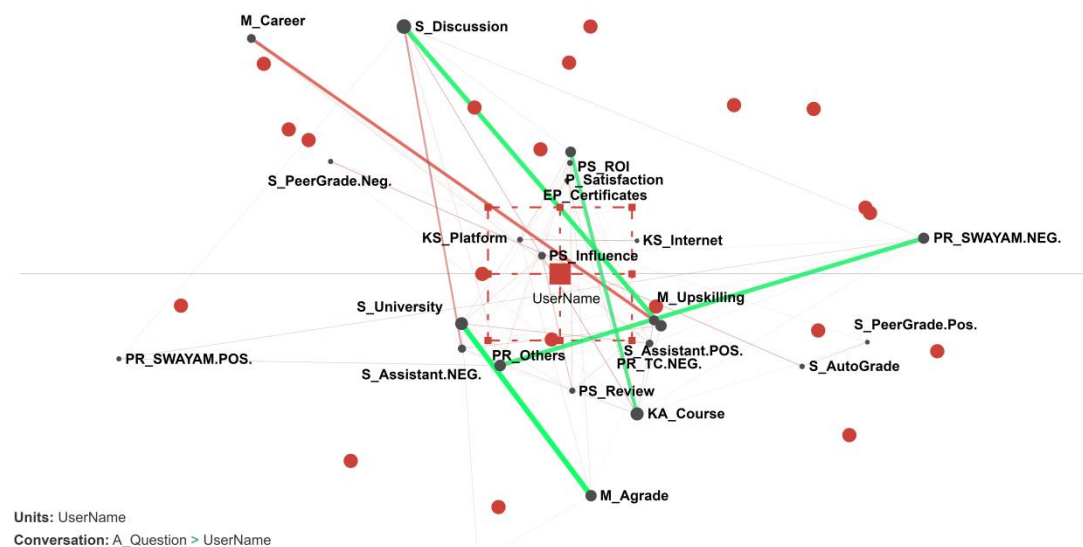 M_Career
S_Discussion
PS_ROI
P_Satisfaction
S_PeerGrade.Neg.
EP_Certificates
KS_Platform
KS_Internet
PR_SWAYAM.NEG.
PS_Influence
UserName
M_Upskilling
S_University
S_PeerGrade.Pos.
S_Assistant.POS.
PR_Others
PR_SWAYAM.POS.
PR_TC.NEG.
S_AutoGrade
S_Assistant.NEG.
PS_Review
KA_Course
M_Agrade
Units: UserName
Conversation: A_Question > UserName